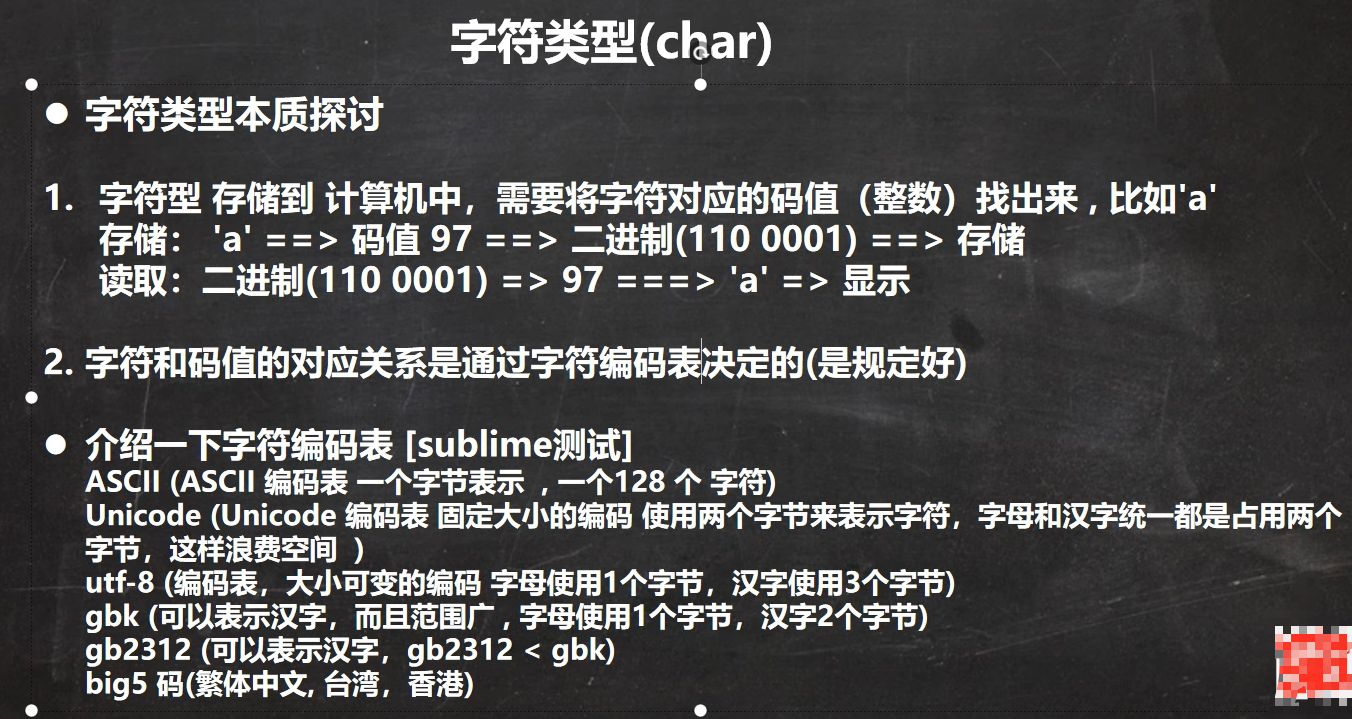 字符类型(char)
● 字符类型本质探讨
1. 字符型 存储到 计算机中，需要将字符对应的码值（整数）找出来 , 比如'a'
存储： 'a' ==> 码值 97 ==> 二进制(110 0001) ==> 存储
读取：二进制(110 0001) => 97 ===> 'a' => 显示
2. 字符和码值的对应关系是通过字符编码表决定的(是规定好)
● 介绍一下字符编码表 [sublime测试]
ASCII (ASCII 编码表 一个字节表示 , 一个128 个 字符)
Unicode (Unicode 编码表 固定大小的编码 使用两个字节来表示字符，字母和汉字统一都是占用两个
字节，这样浪费空间 )
utf-8 (编码表，大小可变的编码 字母使用1个字节，汉字使用3个字节)
gbk (可以表示汉字，而且范围广 , 字母使用1个字节，汉字2个字节)
gb2312 (可以表示汉字，gb2312 < gbk)
big5 码(繁体中文, 台湾，香港)